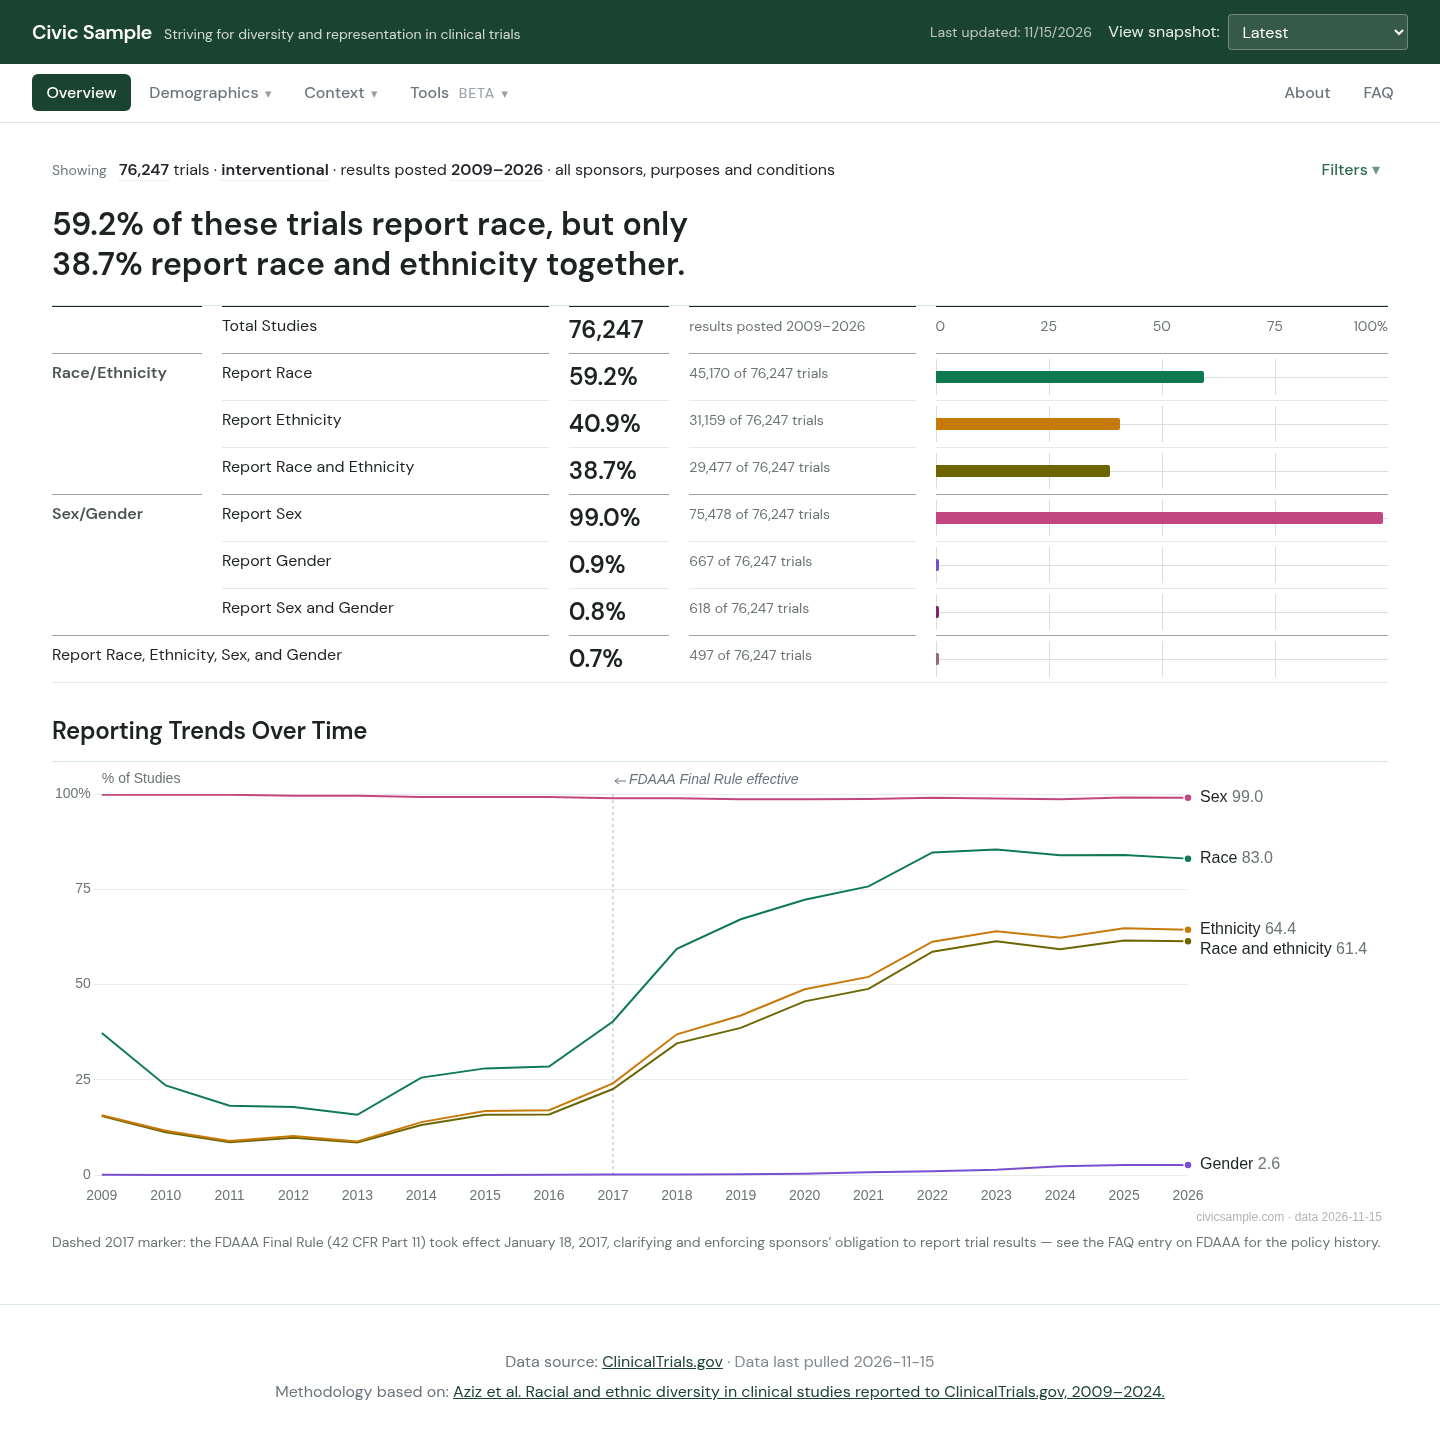 Civic Sample Striving for diversity and representation in clinical trials Last updated: 11/15/2026 View snapshot: Latest
Overview Demographics ▾ Context ▾ Tools BETA ▾ About FAQ
Showing 76,247 trials · interventional · results posted 2009–2026 · all sponsors, purposes and conditions Filters ▾
59.2% of these trials report race, but only
38.7% report race and ethnicity together.
Total Studies 76,247 results posted 2009–2026 0 25 50 75 100%
Race/Ethnicity Report Race 59.2% 45,170 of 76,247 trials
Report Ethnicity 40.9% 31,159 of 76,247 trials
Report Race and Ethnicity 38.7% 29,477 of 76,247 trials
Sex/Gender Report Sex 99.0% 75,478 of 76,247 trials
Report Gender 0.9% 667 of 76,247 trials
Report Sex and Gender 0.8% 618 of 76,247 trials
Report Race, Ethnicity, Sex, and Gender 0.7% 497 of 76,247 trials
Reporting Trends Over Time
% of Studies ← FDAAA Final Rule effective
100%
Sex 99.0
Race 83.0
75
Ethnicity 64.4
Race and ethnicity 61.4
50
25
Gender 2.6
0
2009 2010 2011 2012 2013 2014 2015 2016 2017 2018 2019 2020 2021 2022 2023 2024 2025 2026
civicsample.com · data 2026-11-15
Dashed 2017 marker: the FDAAA Final Rule (42 CFR Part 11) took effect January 18, 2017, clarifying and enforcing sponsors’ obligation to report trial results — see the FAQ entry on FDAAA for the policy history.
Data source: ClinicalTrials.gov · Data last pulled 2026-11-15
Methodology based on: Aziz et al. Racial and ethnic diversity in clinical studies reported to ClinicalTrials.gov, 2009–2024.